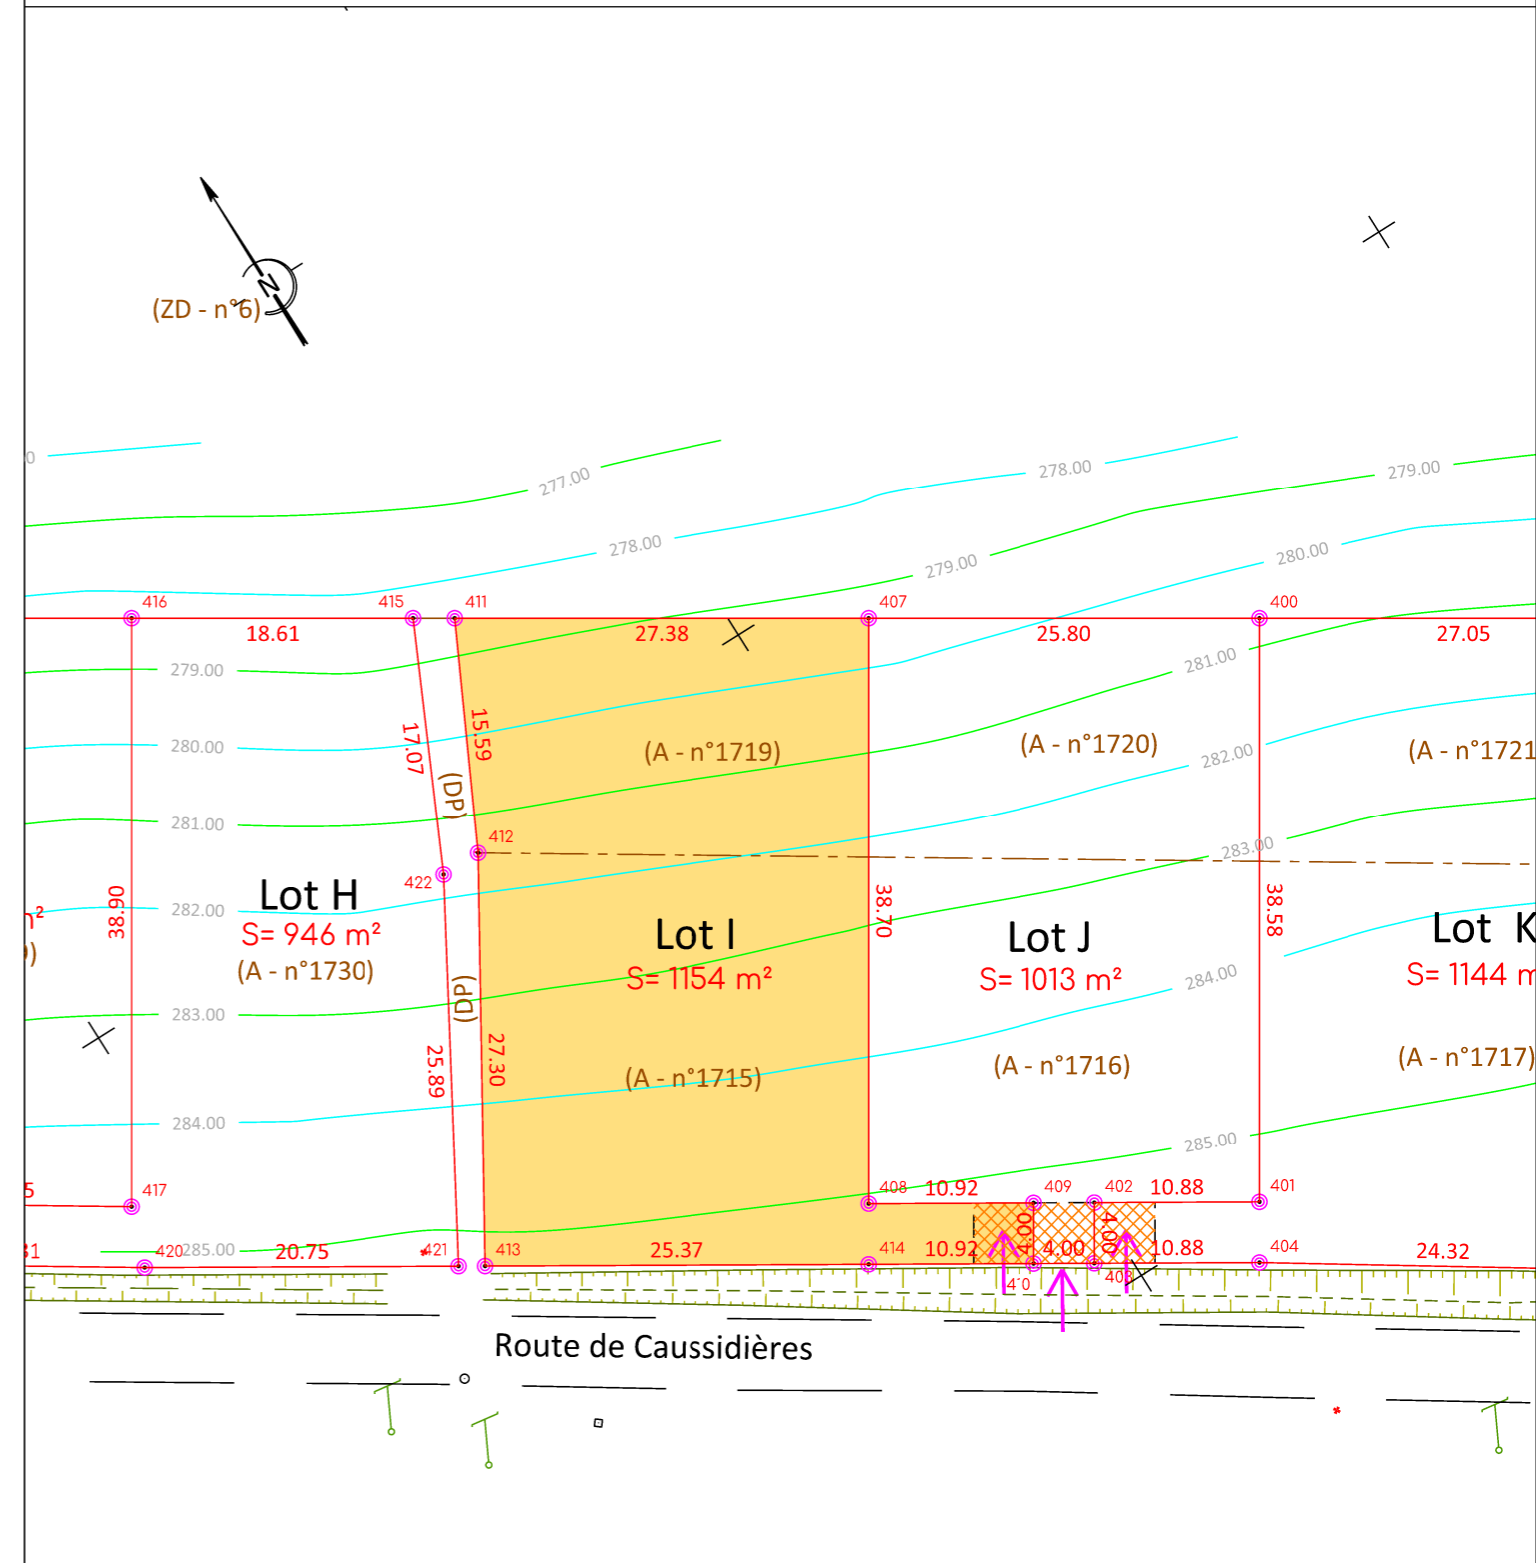 N
(ZD - n°6)
0
277.00
278.00
279.00
278.00
279.00
280.00
416
415
411
407
400
18.61
27.38
25.80
27.05
279.00
281.00
280.00
17.07
15.59
(A - n°1719)
(A - n°1720)
(A - n°1721
282.00
(DP)
281.00
412
283.00
422
282.00
38.90
Lot H
S= 946 m²
(A - n°1730)
m²
)
38.70
38.58
Lot I
S= 1154 m²
Lot J
S= 1013 m²
Lot K
S= 1144 m
284.00
(DP)
283.00
25.89
27.30
(A - n°1715)
(A - n°1716)
(A - n°1717)
284.00
285.00
5
417
408
10.92
409
402
10.88
401
31
420
285.00
20.75
421
413
25.37
414
10.92
4.00
4.00
4.00
10.88
404
24.32
403
Route de Caussidières